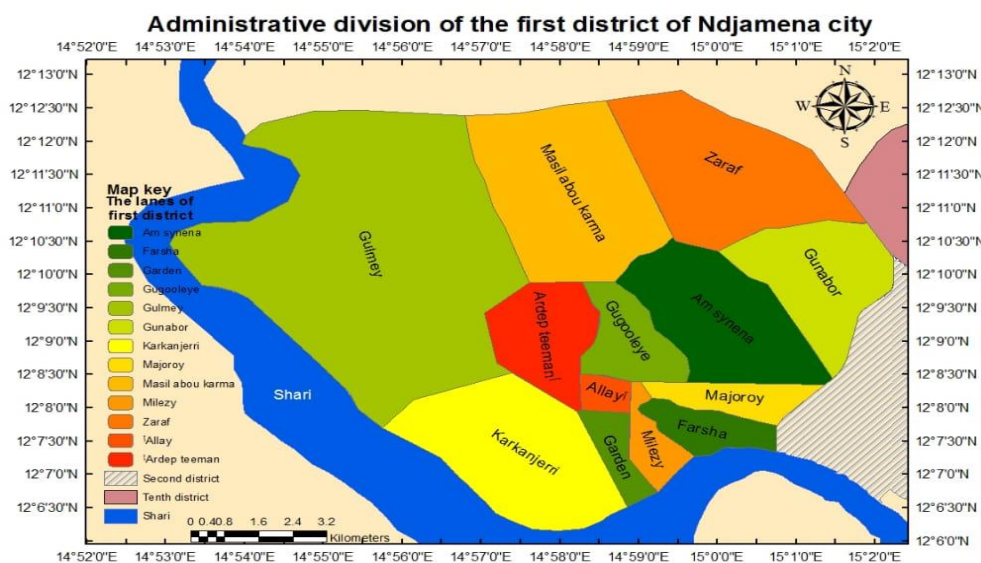 Administrative division of the first district of Ndjamena city
14°52'0"E 14°53'0"E 14°54'0"E 14°55'0"E 14°56'0"E 14°57'0"E 14°58'0"E 14°59'0"E 15°0'0"E 15°1'0"E 15°2'0"E
12°13'0"N 12°13'0"N
12°12'30"N 12°12'30"N
12°12'0"N 12°12'0"N
12°11'30"N 12°11'30"N
12°11'0"N 12°11'0"N
12°10'30"N 12°10'30"N
12°10'0"N 12°10'0"N
12°9'30"N 12°9'30"N
12°9'0"N 12°9'0"N
12°8'30"N 12°8'30"N
12°8'0"N 12°8'0"N
12°7'30"N 12°7'30"N
12°7'0"N 12°7'0"N
12°6'30"N 12°6'30"N
12°6'0"N 12°6'0"N
N
W E
S
Zaraf
Masil abou karma
Gulmey
Gunabor
Am synena
Gugooleye
Ardep teeman
Allay
Majoroy
Farsha
Milezy
Garden
Karkanjerri
Shari
Map key
The lanes of
first district
Am synena
Farsha
Garden
Gugooleye
Gulmey
Gunabor
Karkanjerri
Majoroy
Masil abou karma
Milezy
Zaraf
Allay
Ardep teeman
Second district
Tenth district
Shari
0 0.4 0.8 1.6 2.4 3.2
Kilometers
14°52'0"E 14°53'0"E 14°54'0"E 14°55'0"E 14°56'0"E 14°57'0"E 14°58'0"E 14°59'0"E 15°0'0"E 15°1'0"E 15°2'0"E